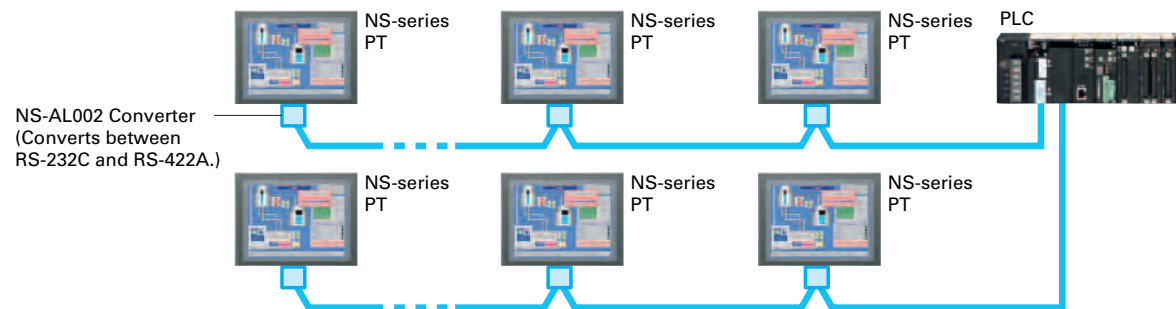 NS-series
PT
NS-series
PT
NS-series
PT
PLC
NS-AL002 Converter
(Converts between
RS-232C and RS-422A.)
NS-series
PT
NS-series
PT
NS-series
PT